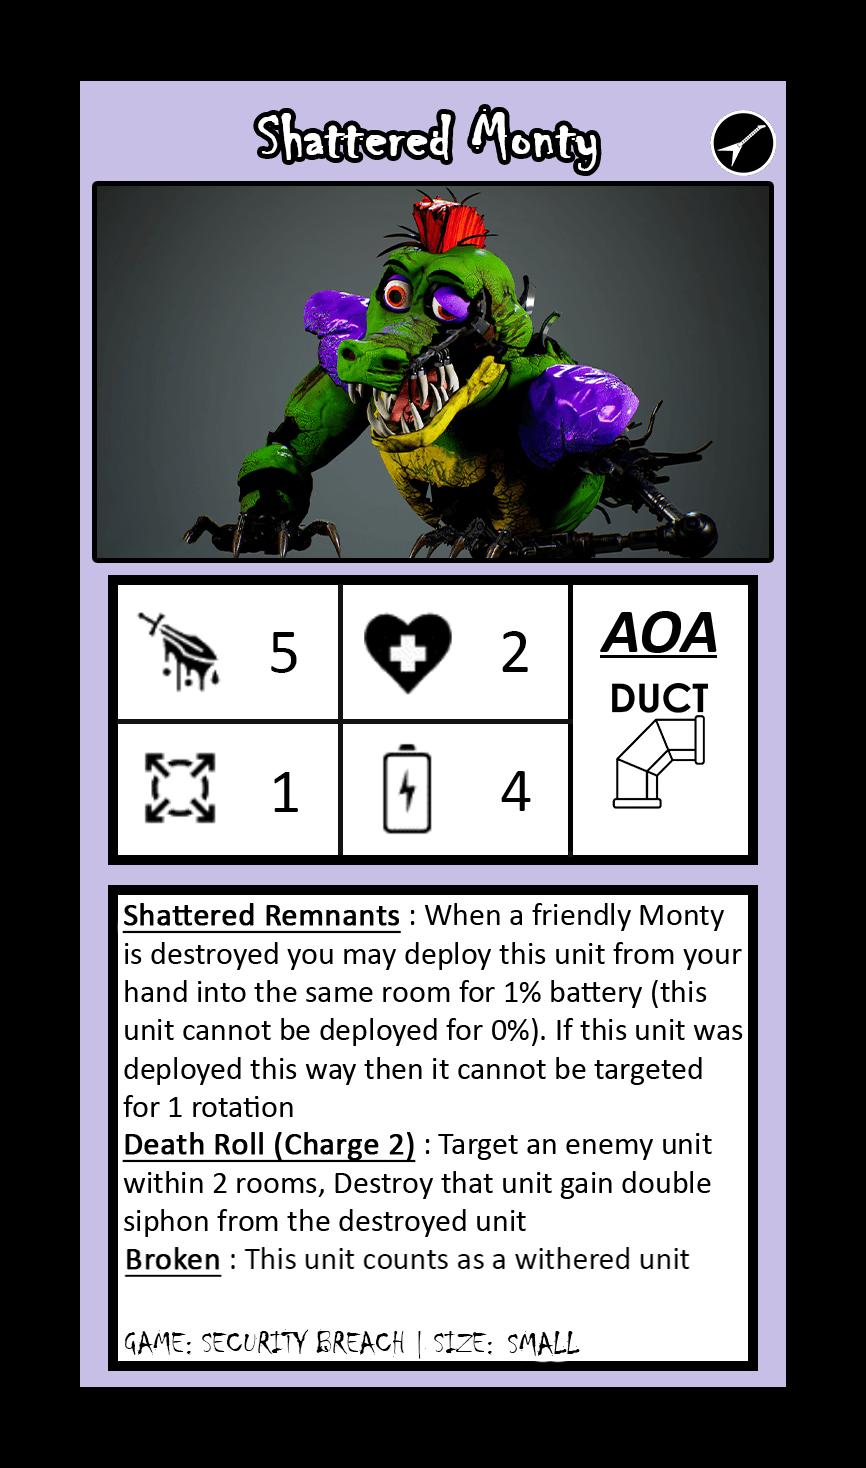 Shattered Monty
5
2
AOA
DUCT
1
4
Shattered Remnants : When a friendly Monty
is destroyed you may deploy this unit from your
hand into the same room for 1% battery (this
unit cannot be deployed for 0%). If this unit was
deployed this way then it cannot be targeted
for 1 rotation
Death Roll (Charge 2) : Target an enemy unit
within 2 rooms, Destroy that unit gain double
siphon from the destroyed unit
Broken : This unit counts as a withered unit
GAME: SECURITY BREACH | SIZE: SMALL